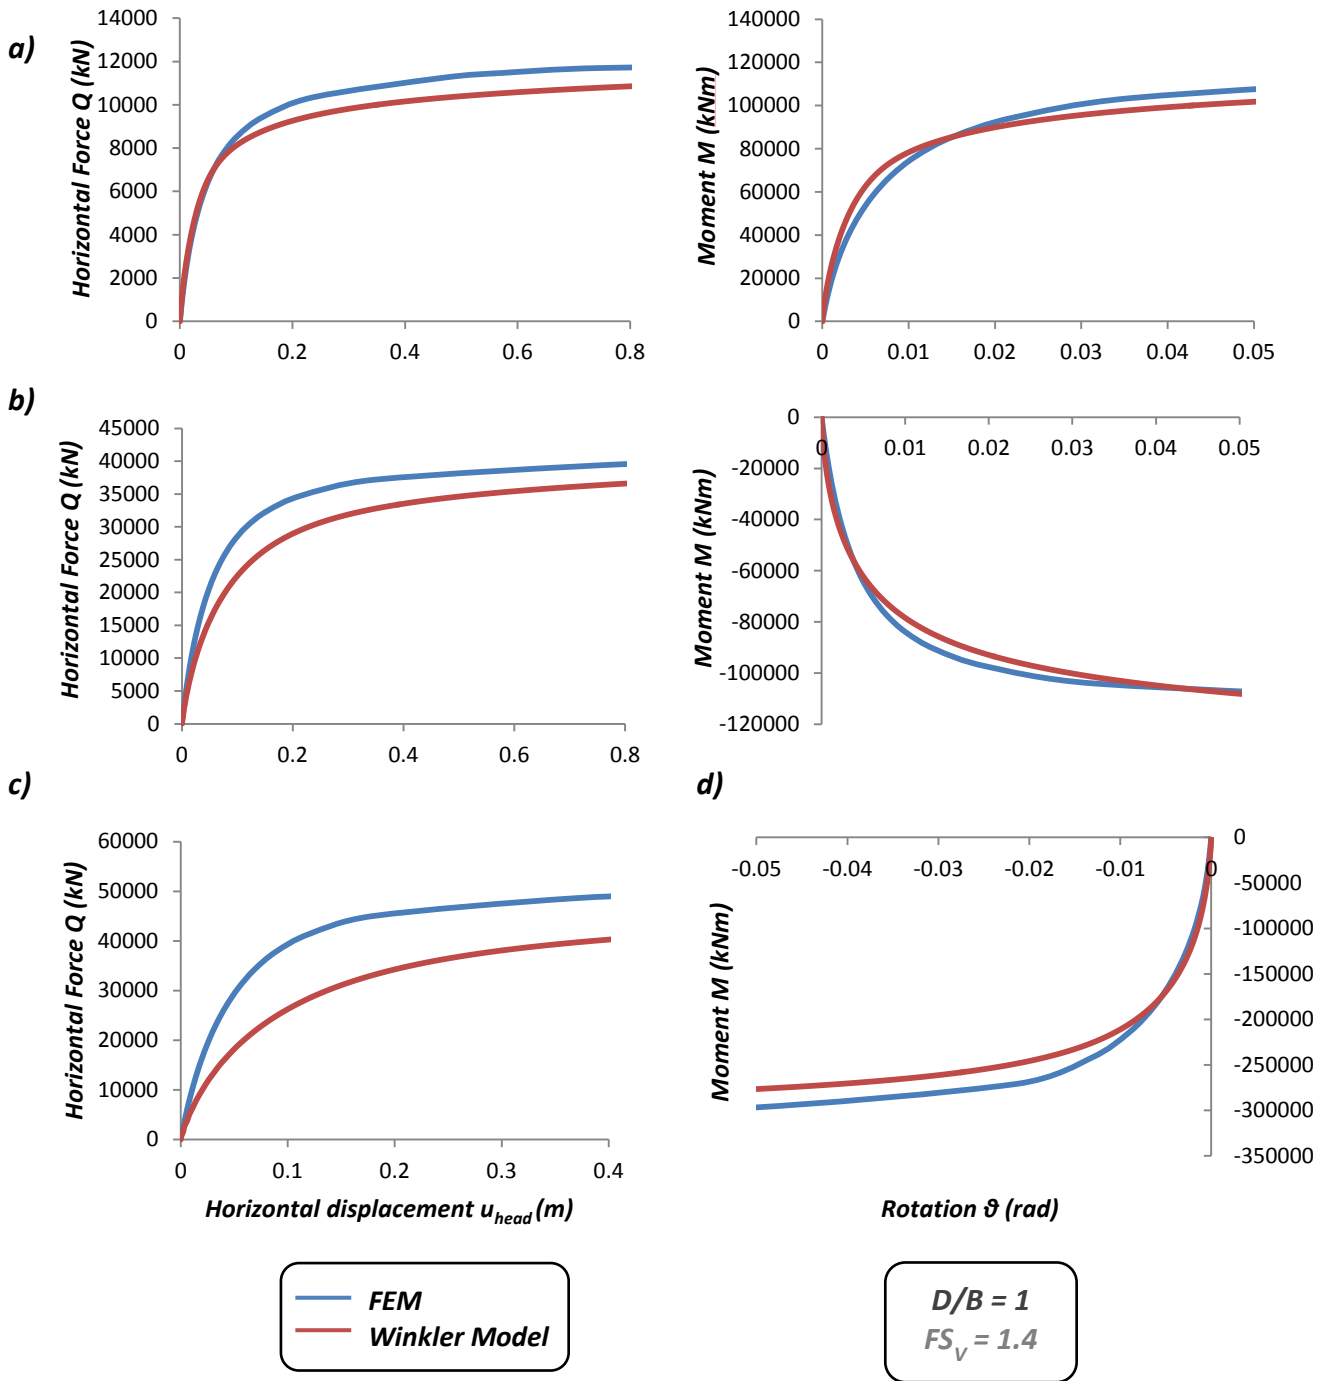 a)
Horizontal Force Q (kN)
14000
12000
10000
8000
6000
4000
2000
0
0 0.2 0.4 0.6 0.8
Moment M (kNm)
140000
120000
100000
80000
60000
40000
20000
0
0 0.01 0.02 0.03 0.04 0.05
b)
Horizontal Force Q (kN)
45000
40000
35000
30000
25000
20000
15000
10000
5000
0
0 0.2 0.4 0.6 0.8
Moment M (kNm)
0
-20000
-40000
-60000
-80000
-100000
-120000
0 0.01 0.02 0.03 0.04 0.05
c)
Horizontal Force Q (kN)
60000
50000
40000
30000
20000
10000
0
0 0.1 0.2 0.3 0.4
Horizontal displacement u_head (m)
d)
Moment M (kNm)
-0.05 -0.04 -0.03 -0.02 -0.01 0
0
-50000
-100000
-150000
-200000
-250000
-300000
-350000
Rotation ϑ (rad)
FEM
Winkler Model
D/B = 1
FS_V = 1.4